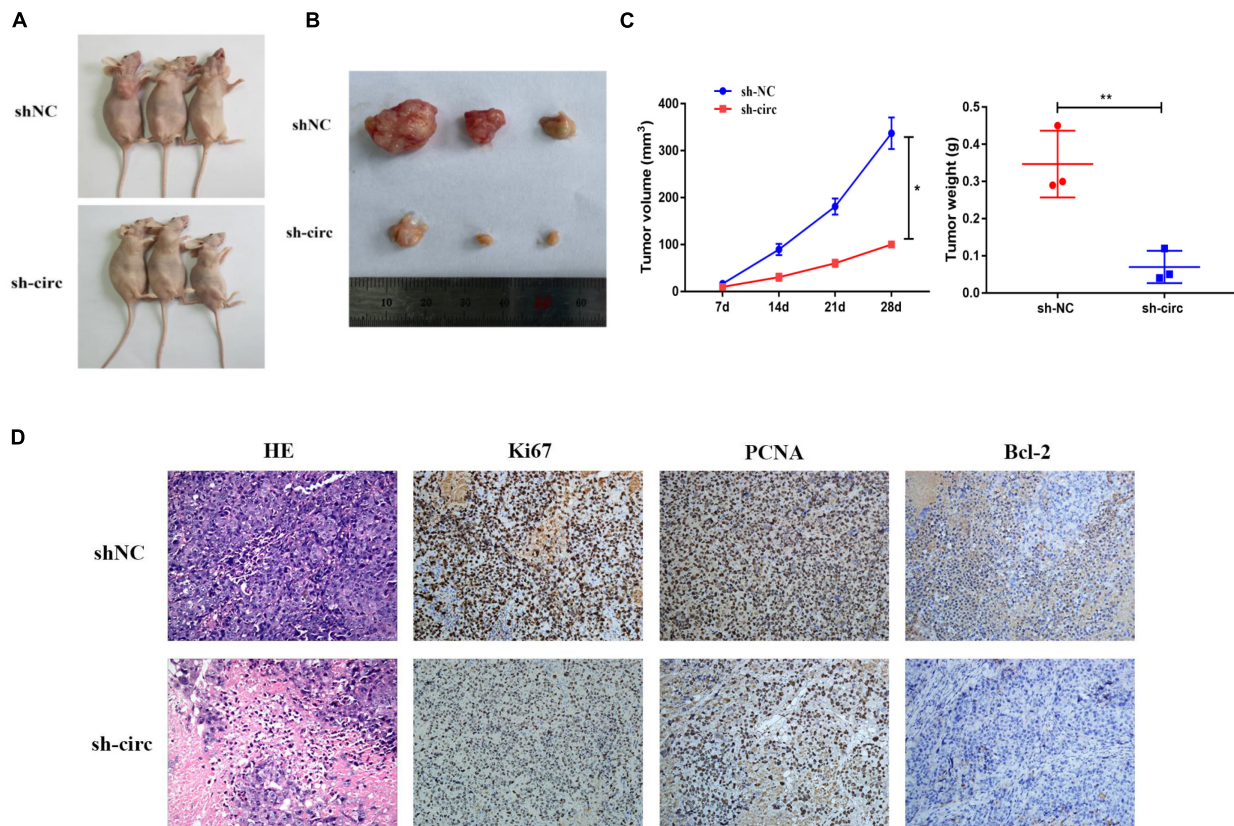 A
B
C
shNC
sh-circ
shNC
sh-circ
10 20 30 40 50 60
sh-NC
sh-circ
Tumor volume (mm³)
400
300
200
100
0
7d 14d 21d 28d
*
Tumor weight (g)
0.5
0.4
0.3
0.2
0.1
0.0
sh-NC sh-circ
**
D
HE Ki67 PCNA Bcl-2
shNC
sh-circ